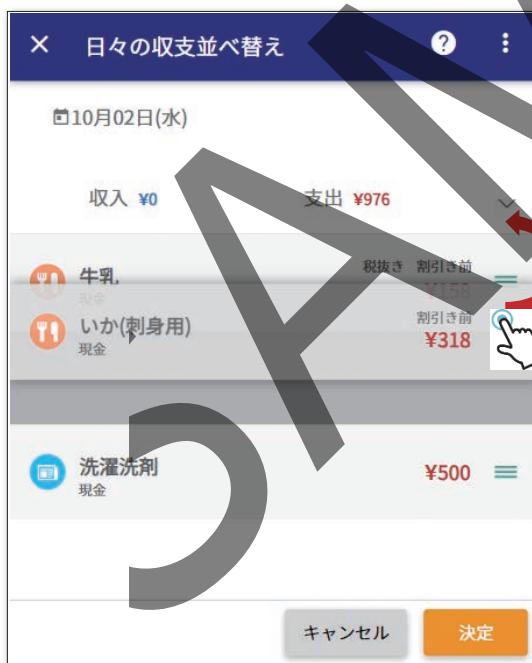 × 日々の収支並べ替え ?
10月02日(水)
収入 ¥0 支出 ¥976
牛乳 税抜き 割引き前
現金 ¥158
いか(刺身用) 割引き前
現金 ¥318
洗濯洗剤 ¥500
現金
キャンセル 決定